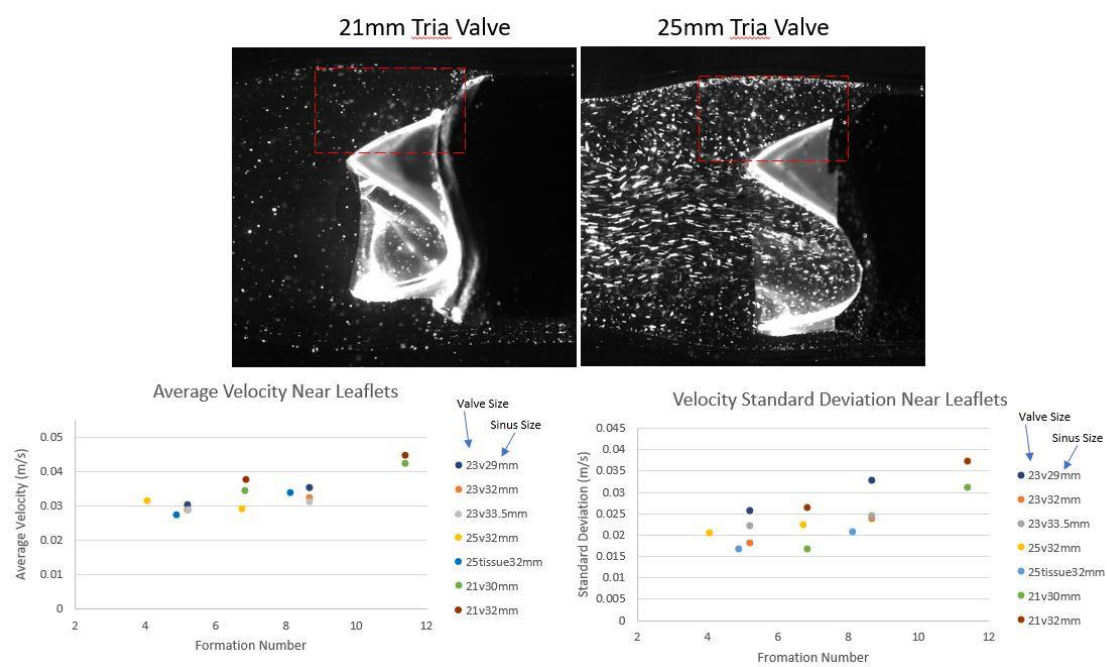 21mm Tria Valve
25mm Tria Valve
Average Velocity Near Leaflets
Valve Size
Sinus Size
Average Velocity (m/s)
0.05
0.04
0.03
0.02
0.01
0
2
4
6
8
10
12
Formation Number
23v29mm
23v32mm
23v33.5mm
25v32mm
25tissue32mm
21v30mm
21v32mm
Velocity Standard Deviation Near Leaflets
Valve Size
Sinus Size
Standard Deviation (m/s)
0.045
0.04
0.035
0.03
0.025
0.02
0.015
0.01
0.005
0
2
4
6
8
10
12
Fromation Number
23v29mm
23v32mm
23v33.5mm
25v32mm
25tissue32mm
21v30mm
21v32mm